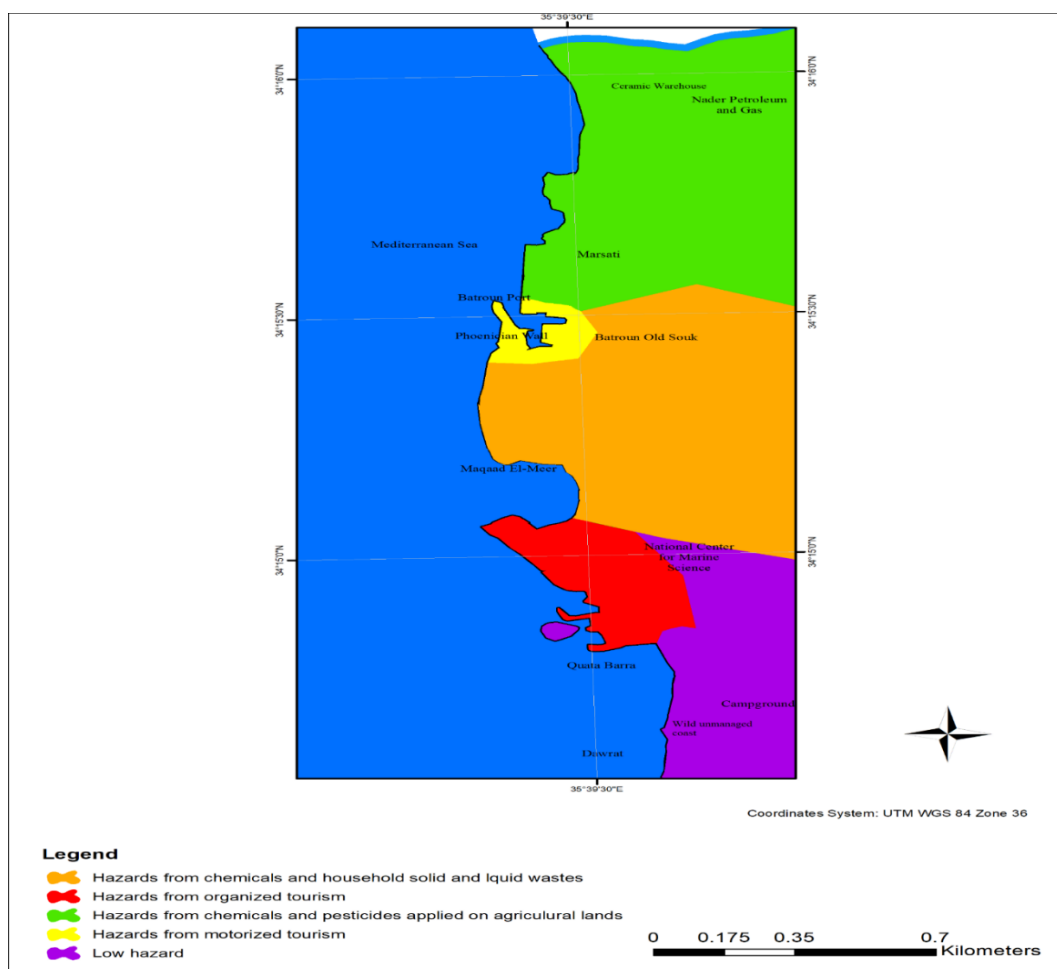 35°39'30"E
34°16'0"N
34°16'0"N
Ceramic Warehouse
Nader Petroleum
and Gas
Mediterranean Sea
Marsati
Batroun Port
34°15'30"N
34°15'30"N
Phoenician Wall
Batroun Old Souk
Maqaad El-Meer
34°15'0"N
34°15'0"N
National Center
for Marine
Science
Quata Barra
Campground
Wild unmanaged
coast
Dawrat
35°39'30"E
Coordinates System: UTM WGS 84 Zone 36
Legend
Hazards from chemicals and household solid and lquid wastes
Hazards from organized tourism
Hazards from chemicals and pesticides applied on agriculural lands
Hazards from motorized tourism
Low hazard
0 0.175 0.35 0.7
Kilometers